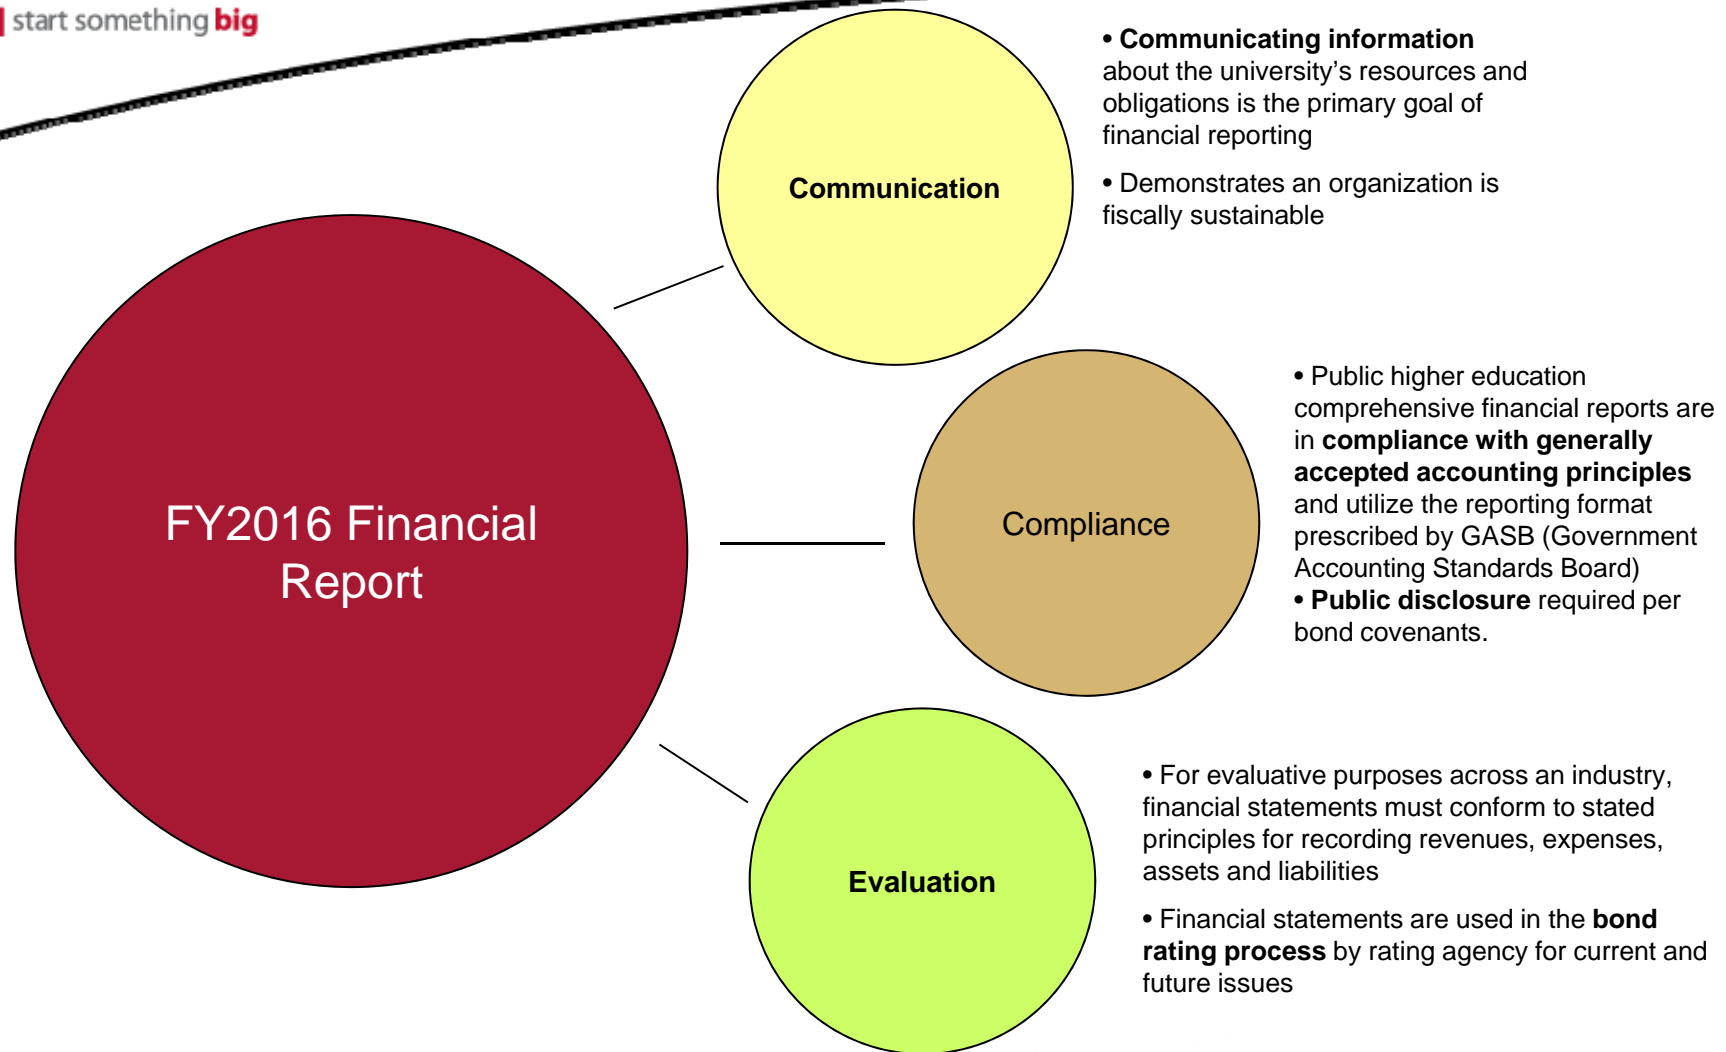 start something big
• Communicating information
about the university’s resources and
obligations is the primary goal of
financial reporting
• Demonstrates an organization is
fiscally sustainable
Communication
FY2016 Financial
Report
Compliance
• Public higher education
comprehensive financial reports are
in compliance with generally
accepted accounting principles
and utilize the reporting format
prescribed by GASB (Government
Accounting Standards Board)
• Public disclosure required per
bond covenants.
Evaluation
• For evaluative purposes across an industry,
financial statements must conform to stated
principles for recording revenues, expenses,
assets and liabilities
• Financial statements are used in the bond
rating process by rating agency for current and
future issues